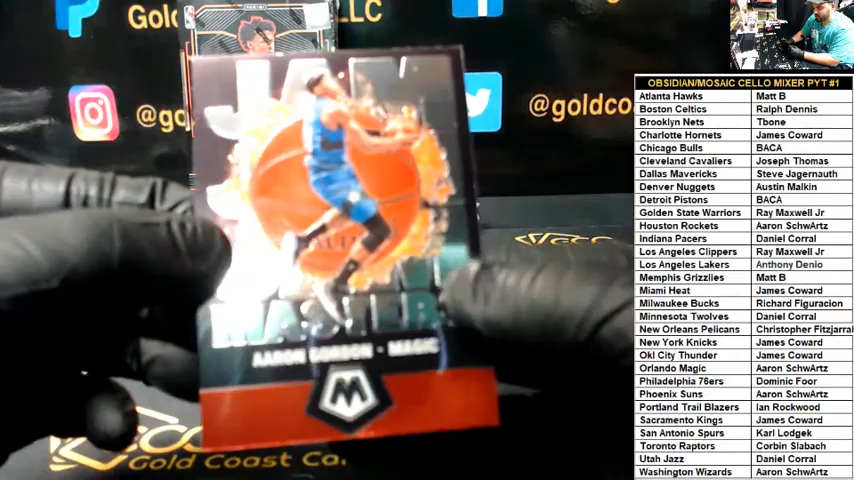 Gold
LLC
@go
@goldco
PANINI
JAM
MASTERS
AARON GORDON - MAGIC
M
GCC
Gold Coast Ca
OBSIDIAN/MOSAIC CELLO MIXER PYT #1
Atlanta Hawks Matt B
Boston Celtics Ralph Dennis
Brooklyn Nets Tbone
Charlotte Hornets James Coward
Chicago Bulls BACA
Cleveland Cavaliers Joseph Thomas
Dallas Mavericks Steve Jagernauth
Denver Nuggets Austin Malkin
Detroit Pistons BACA
Golden State Warriors Ray Maxwell Jr
Houston Rockets Aaron SchwArtz
Indiana Pacers Daniel Corral
Los Angeles Clippers Ray Maxwell Jr
Los Angeles Lakers Anthony Denio
Memphis Grizzlies Matt B
Miami Heat James Coward
Milwaukee Bucks Richard Figuracion
Minnesota Twolves Daniel Corral
New Orleans Pelicans Christopher Fitzjarral
New York Knicks James Coward
Okl City Thunder James Coward
Orlando Magic Aaron SchwArtz
Philadelphia 76ers Dominic Foor
Phoenix Suns Aaron SchwArtz
Portland Trail Blazers Ian Rockwood
Sacramento Kings James Coward
San Antonio Spurs Karl Lodgek
Toronto Raptors Corbin Slabach
Utah Jazz Daniel Corral
Washington Wizards Aaron SchwArtz